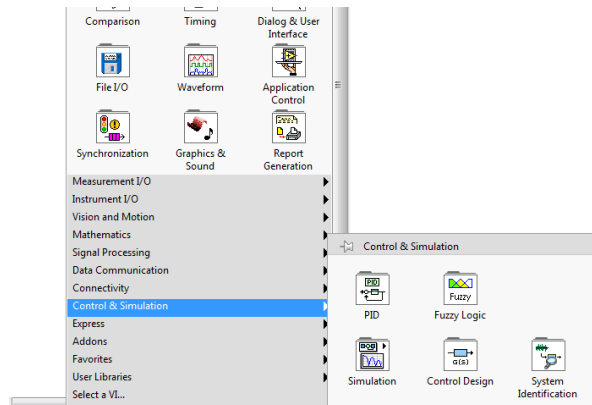 Comparison
Timing
Dialog & User
Interface
File I/O
Waveform
Application
Control
Synchronization
Graphics &
Sound
Report
Generation
Measurement I/O
Instrument I/O
Vision and Motion
Mathematics
Signal Processing
Data Communication
Connectivity
Control & Simulation
Express
Addons
Favorites
User Libraries
Select a VI...
Control & Simulation
PID
PID
Fuzzy
Fuzzy Logic
Simulation
G(s)
Control Design
System
Identification